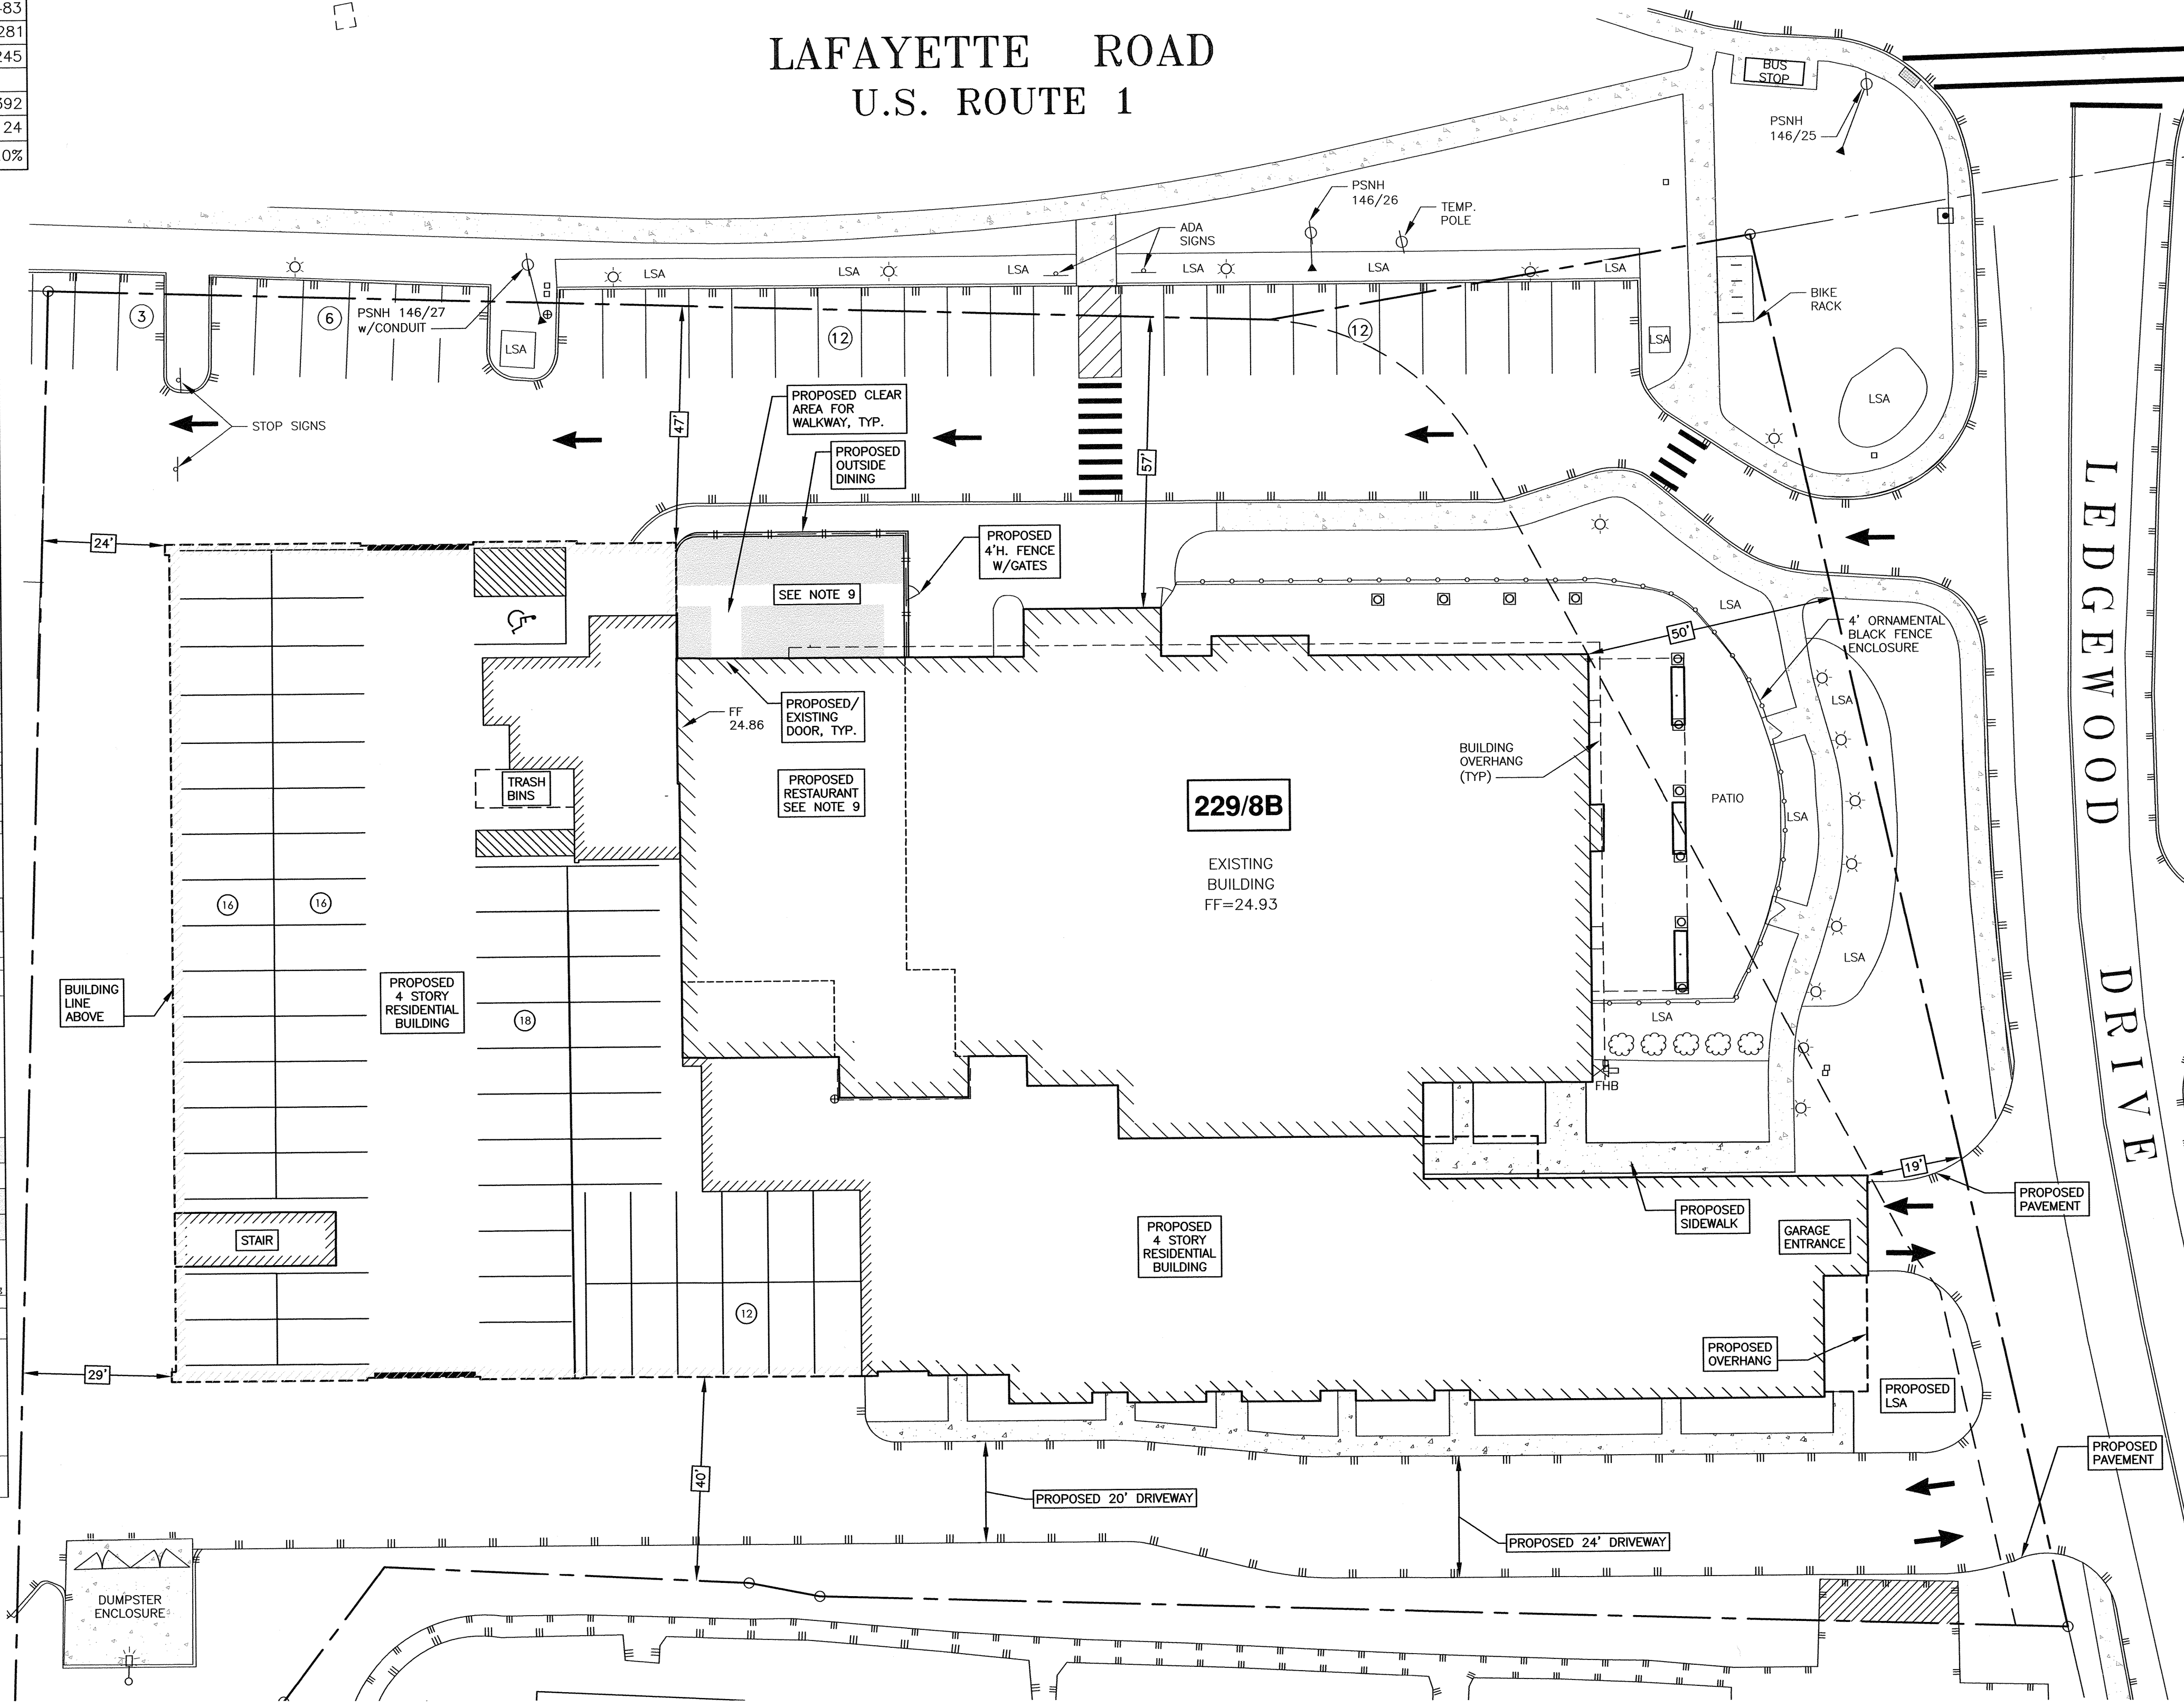 483
281
245
392
24
.0%
LAFAYETTE ROAD
U.S. ROUTE 1
BUS
STOP
PSNH
146/25
PSNH
146/26
TEMP.
POLE
ADA
SIGNS
LSA
LSA
LSA
LSA
LSA
LSA
BIKE
RACK
3
6
PSNH 146/27
w/CONDUIT
12
12
LSA
LSA
LSA
STOP SIGNS
47'
57'
PROPOSED CLEAR
AREA FOR
WALKWAY, TYP.
PROPOSED
OUTSIDE
DINING
24'
PROPOSED
4'H. FENCE
W/GATES
SEE NOTE 9
LSA
50'
4' ORNAMENTAL
BLACK FENCE
ENCLOSURE
LEDGEWOOD DRIVE
FF
24.86
PROPOSED/
EXISTING
DOOR, TYP.
LSA
BUILDING
OVERHANG
(TYP)
TRASH
BINS
PROPOSED
RESTAURANT
SEE NOTE 9
229/8B
PATIO
LSA
EXISTING
BUILDING
FF=24.93
16
16
LSA
BUILDING
LINE
ABOVE
PROPOSED
4 STORY
RESIDENTIAL
BUILDING
18
LSA
FHB
19'
PROPOSED
PAVEMENT
PROPOSED
SIDEWALK
GARAGE
ENTRANCE
STAIR
PROPOSED
4 STORY
RESIDENTIAL
BUILDING
12
PROPOSED
OVERHANG
29'
PROPOSED
LSA
PROPOSED
PAVEMENT
40'
PROPOSED 20' DRIVEWAY
PROPOSED 24' DRIVEWAY
DUMPSTER
ENCLOSURE